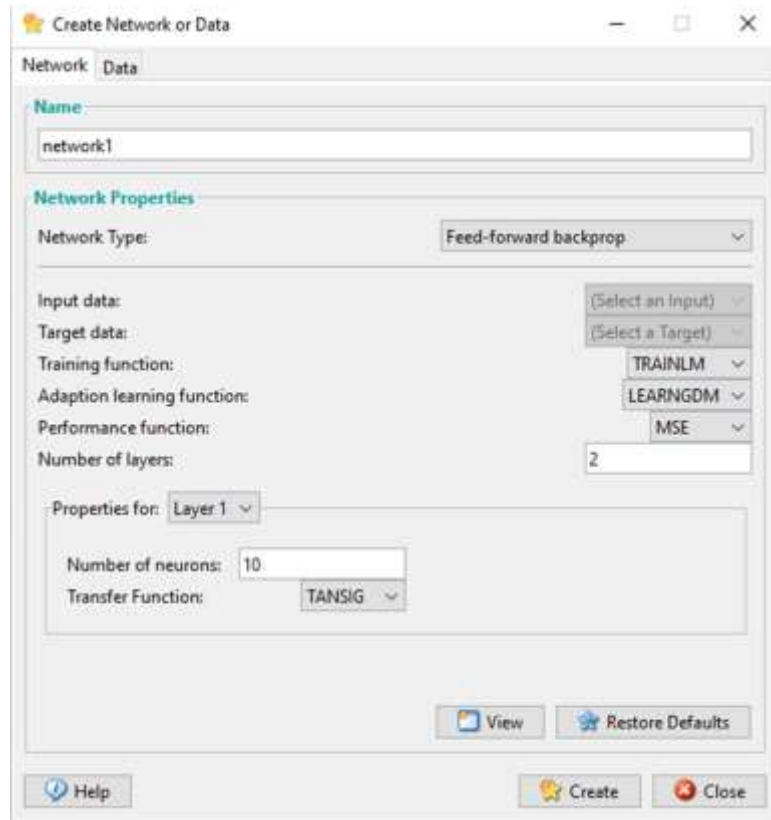 Create Network or Data
Network Data
Name
network1
Network Properties
Network Type: Feed-forward backprop
Input data: (Select an Input)
Target data: (Select a Target)
Training function: TRAINLM
Adaption learning function: LEARNGDM
Performance function: MSE
Number of layers: 2
Properties for: Layer 1
Number of neurons: 10
Transfer Function: TANSIG
View Restore Defaults
Help Create Close